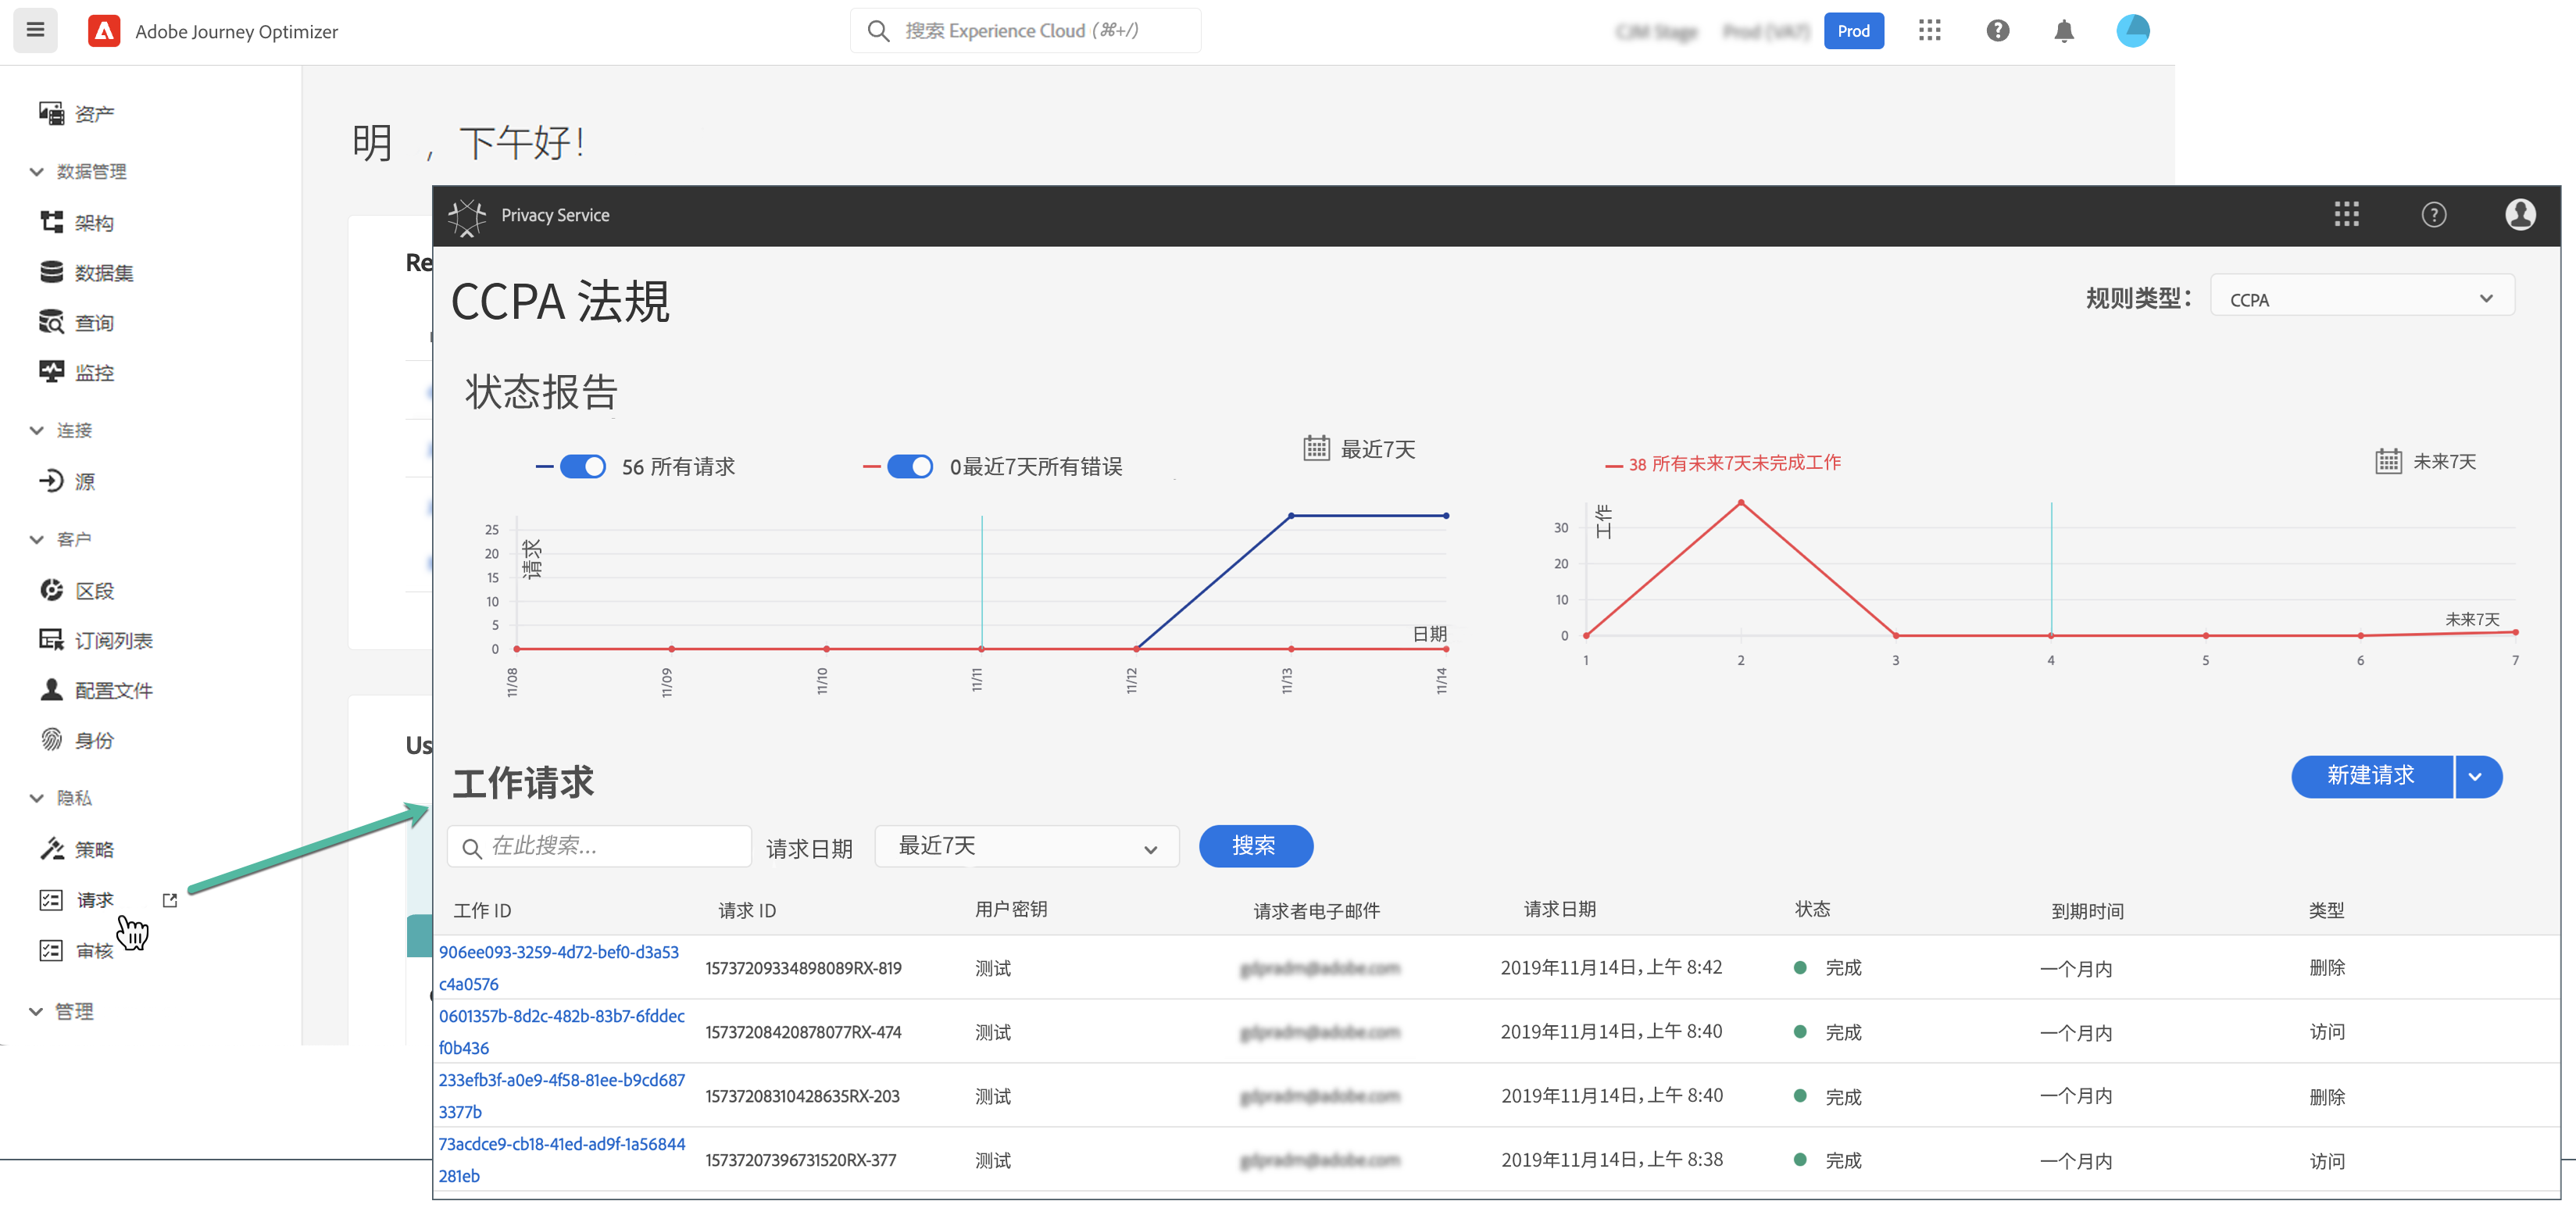 Adobe Journey Optimizer
搜索 Experience Cloud (⌘+/)
Prod
资产
数据管理
架构
数据集
查询
监控
连接
源
客户
区段
订阅列表
配置文件
身份
隐私
策略
请求
审核
管理
明 ，下午好！
Re
Us
Privacy Service
CCPA 法規
规则类型：
CCPA
状态报告
56 所有请求
0最近7天所有错误
最近7天
25
20
15
10
5
0
请求
日期
11/08
11/09
11/10
11/11
11/12
11/13
11/14
38 所有未来7天未完成工作
未来7天
30
20
10
0
工作
未来7天
1
2
3
4
5
6
7
工作请求
新建请求
在此搜索...
请求日期
最近7天
搜索
工作 ID 请求 ID 用户密钥 请求者电子邮件 请求日期 状态 到期时间 类型
906ee093-3259-4d72-bef0-d3a53
c4a0576
15737209334898089RX-819 测试 2019年11月14日，上午 8:42 完成 一个月内 删除
0601357b-8d2c-482b-83b7-6fddec
f0b436
15737208420878077RX-474 测试 2019年11月14日，上午 8:40 完成 一个月内 访问
233efb3f-a0e9-4f58-81ee-b9cd687
3377b
15737208310428635RX-203 测试 2019年11月14日，上午 8:40 完成 一个月内 删除
73acdce9-cb18-41ed-ad9f-1a56844
281eb
15737207396731520RX-377 测试 2019年11月14日，上午 8:38 完成 一个月内 访问